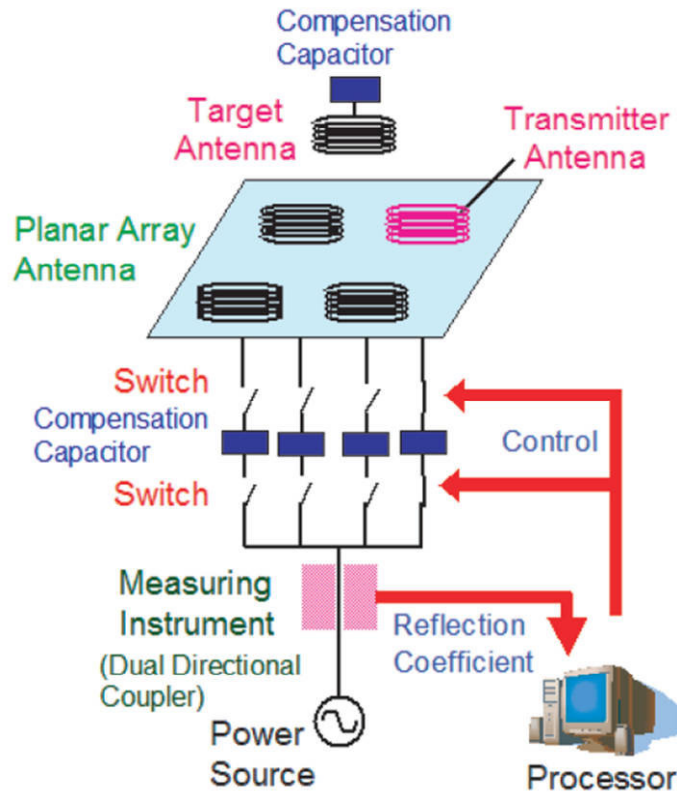 Compensation
Capacitor
Target
Antenna
Transmitter
Antenna
Planar Array
Antenna
Switch
Compensation
Capacitor
Control
Switch
Measuring
Instrument
(Dual Directional
Coupler)
Reflection
Coefficient
Power
Source
Processor